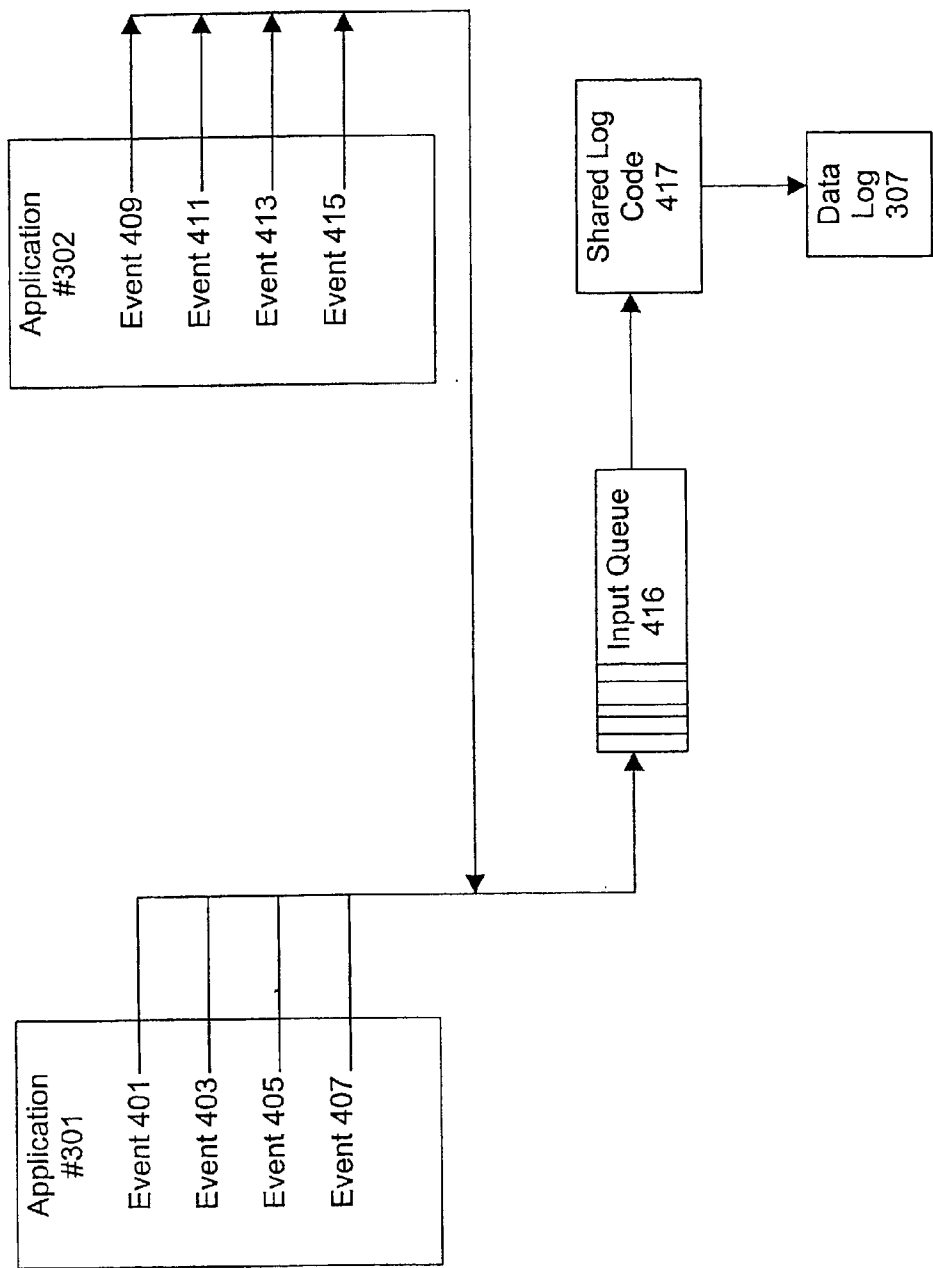 Application
#301
Event 401
Event 403
Event 405
Event 407
Application
#302
Event 409
Event 411
Event 413
Event 415
Input Queue
416
Shared Log
Code
417
Data
Log
307